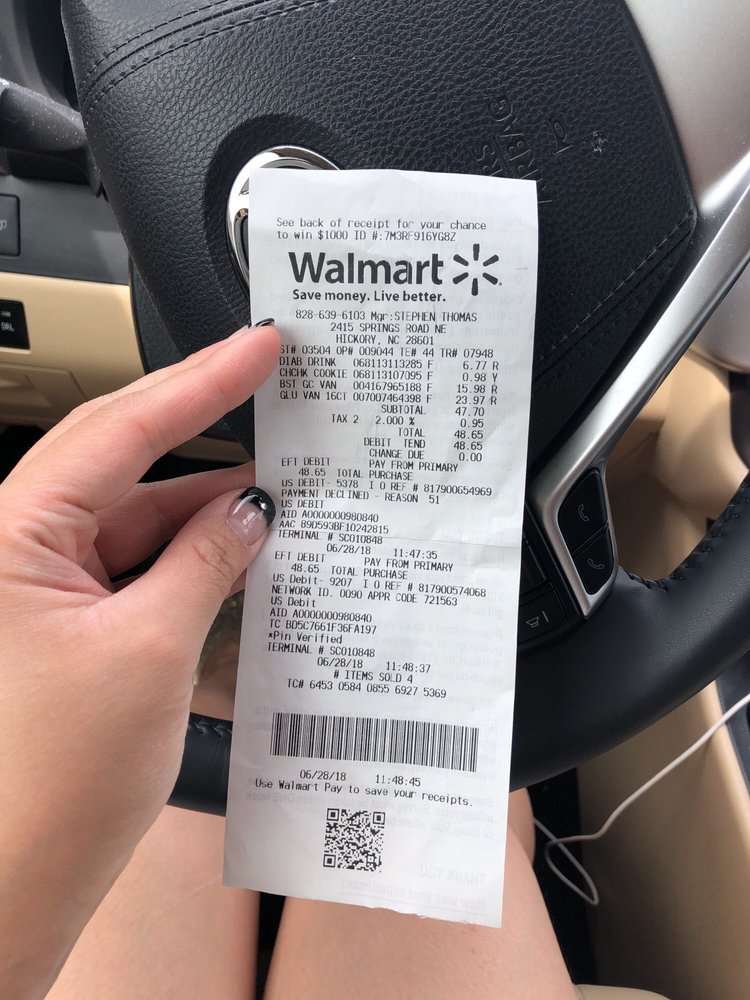 See back of receipt for your chance
to win $1000 ID #:7M3RF916YG8Z
Walmart
Save money. Live better.
828-639-6103 Mgr:STEPHEN THOMAS
2415 SPRINGS ROAD NE
HICKORY, NC 28601
ST# 03504 OP# 009044 TE# 44 TR# 07948
DIAB DRINK 068113113285 F 6.77 R
CHCHK COOKIE 068113107095 F 0.98 Y
BST GC VAN 004167965188 F 15.98 R
GLU VAN 16CT 007007464398 F 23.97 R
SUBTOTAL 47.70
TAX 2 2.000 % 0.95
TOTAL 48.65
DEBIT TEND 48.65
CHANGE DUE 0.00
EFT DEBIT PAY FROM PRIMARY
48.65 TOTAL PURCHASE
US DEBIT- 5378 I 0 REF # 817900654969
PAYMENT DECLINED - REASON 51
US DEBIT
AID A0000000980840
AAC 890593BF10242815
TERMINAL # SC010848
06/28/18 11:47:35
EFT DEBIT PAY FROM PRIMARY
48.65 TOTAL PURCHASE
US Debit- 9207 I 0 REF # 817900574068
NETWORK ID. 0090 APPR CODE 721563
US Debit
AID A0000000980840
TC BD5C7661F36FA197
*Pin Verified
TERMINAL # SC010848
06/28/18 11:48:37
# ITEMS SOLD 4
TC# 6453 0584 0855 6927 5369
06/28/18 11:48:45
Use Walmart Pay to save your receipts.
THANK YOU
AIRBAG